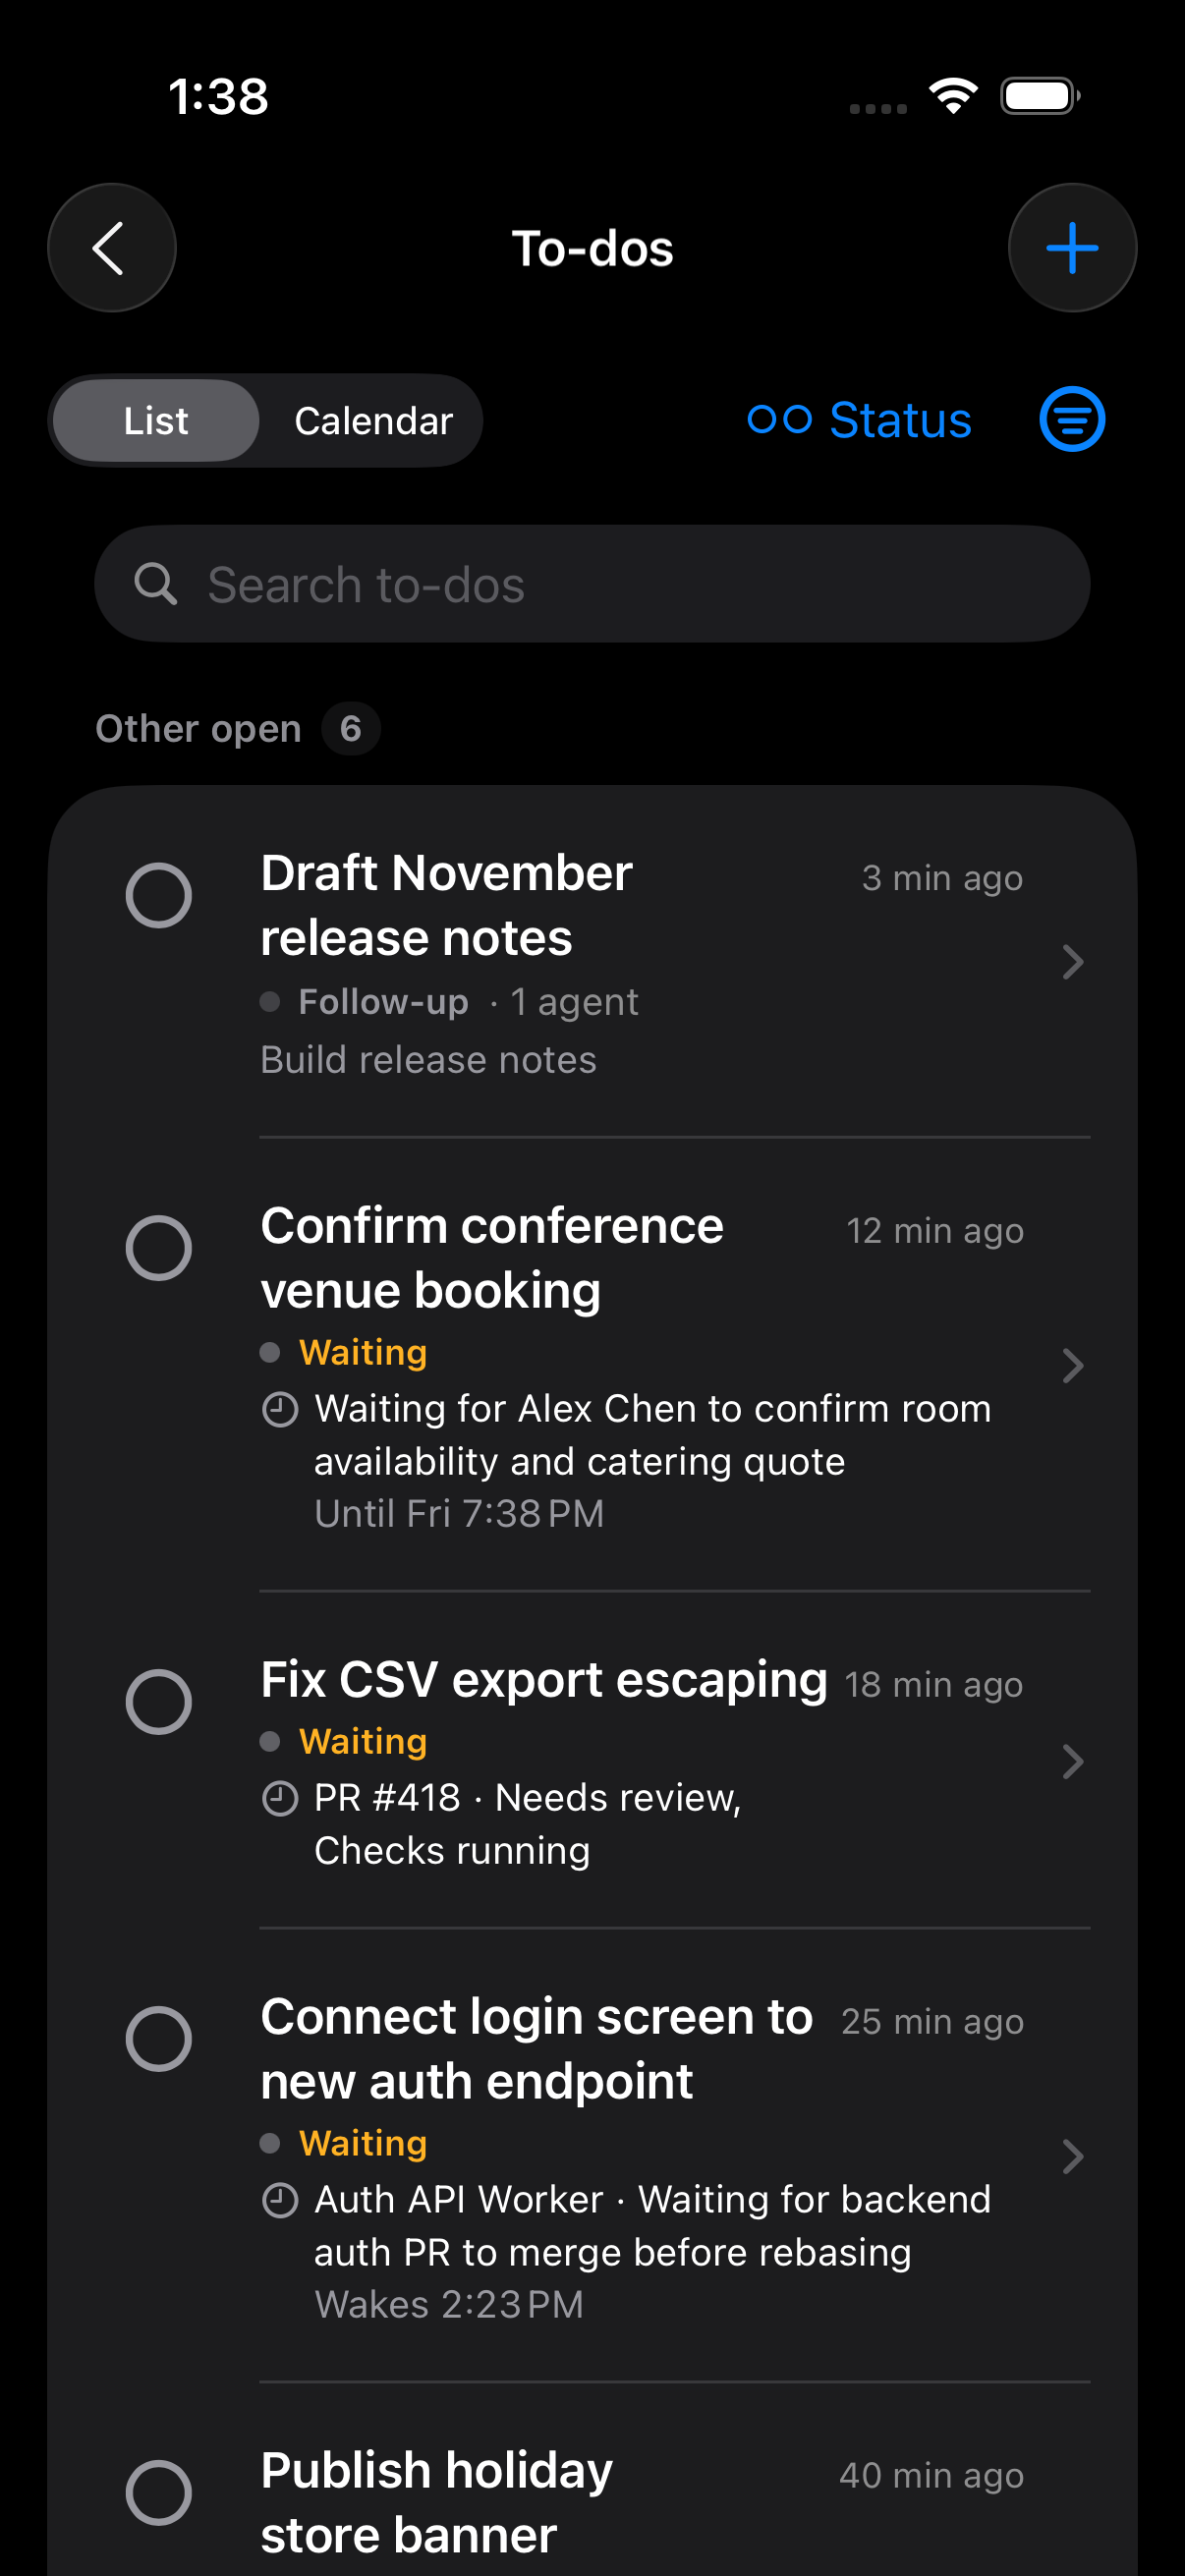 1:38
To-dos
List
Calendar
Status
Search to-dos
Other open 6
Draft November
release notes
3 min ago
Follow-up · 1 agent
Build release notes
Confirm conference
venue booking
12 min ago
Waiting
Waiting for Alex Chen to confirm room
availability and catering quote
Until Fri 7:38 PM
Fix CSV export escaping
18 min ago
Waiting
PR #418 · Needs review,
Checks running
Connect login screen to
new auth endpoint
25 min ago
Waiting
Auth API Worker · Waiting for backend
auth PR to merge before rebasing
Wakes 2:23 PM
Publish holiday
store banner
40 min ago